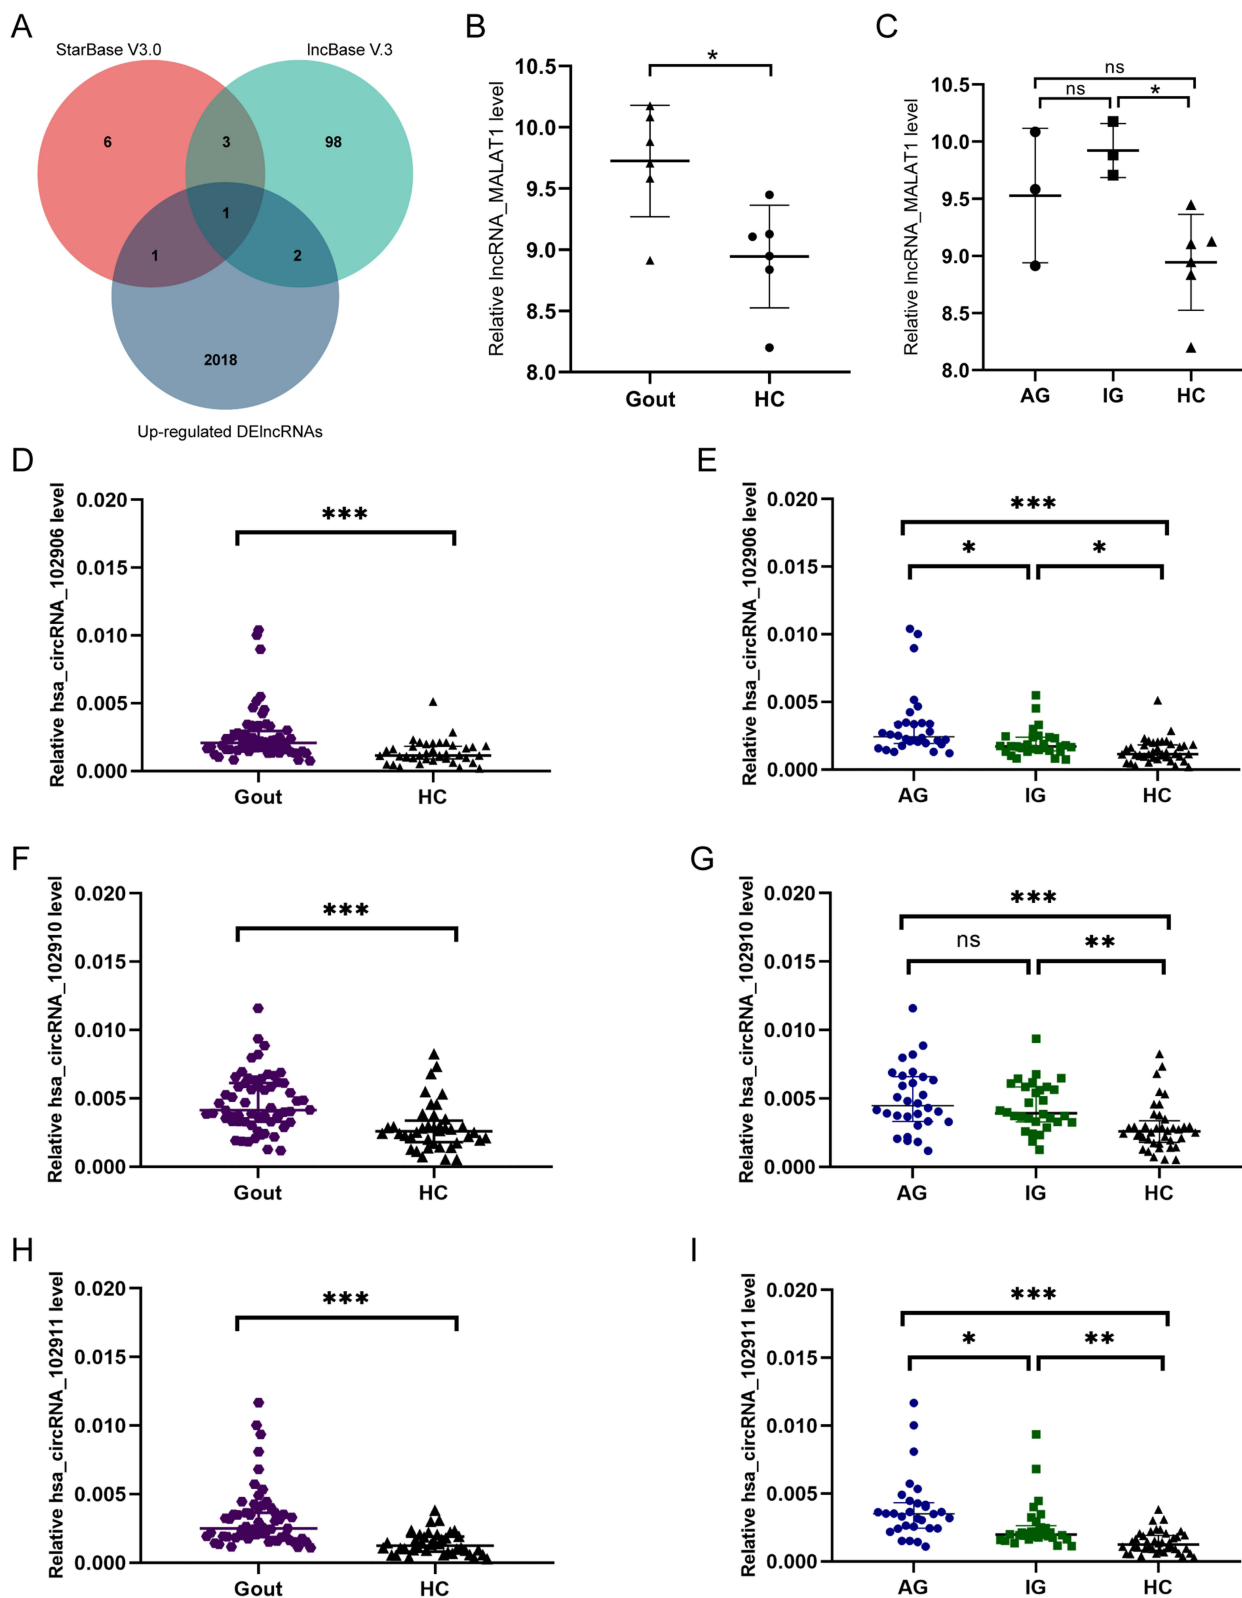 A
StarBase V3.0
lncBase V.3
6
3
98
1
1
2
2018
Up-regulated DElncRNAs
B
Relative lncRNA_MALAT1 level
10.5
10.0
9.5
9.0
8.5
8.0
*
Gout
HC
C
Relative lncRNA_MALAT1 level
10.5
10.0
9.5
9.0
8.5
8.0
ns
ns
*
AG
IG
HC
D
Relative hsa_circRNA_102906 level
0.020
0.015
0.010
0.005
0.000
***
Gout
HC
E
Relative hsa_circRNA_102906 level
0.020
0.015
0.010
0.005
0.000
***
*
*
AG
IG
HC
F
Relative hsa_circRNA_102910 level
0.020
0.015
0.010
0.005
0.000
***
Gout
HC
G
Relative hsa_circRNA_102910 level
0.020
0.015
0.010
0.005
0.000
***
ns
**
AG
IG
HC
H
Relative hsa_circRNA_102911 level
0.020
0.015
0.010
0.005
0.000
***
Gout
HC
I
Relative hsa_circRNA_102911 level
0.020
0.015
0.010
0.005
0.000
***
*
**
AG
IG
HC